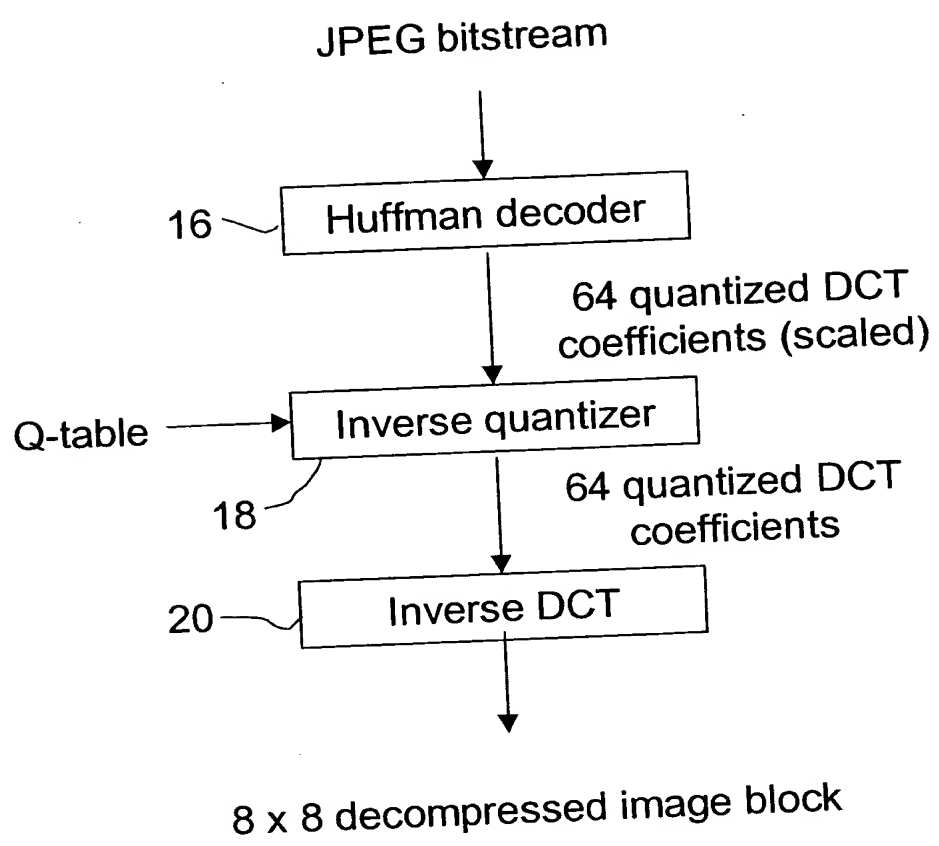 JPEG bitstream
16
Huffman decoder
64 quantized DCT
coefficients (scaled)
Q-table
Inverse quantizer
18
64 quantized DCT
coefficients
20
Inverse DCT
8 x 8 decompressed image block